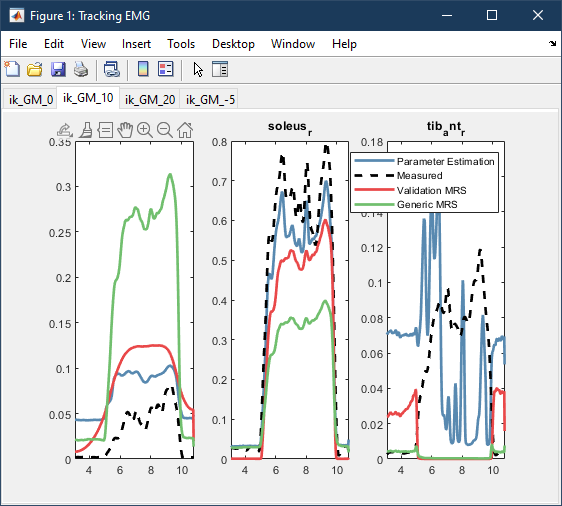 Figure 1: Tracking EMG
File Edit View Insert Tools Desktop Window Help
ik_GM_0 ik_GM_10 ik_GM_20 ik_GM_-5
0.35
0.3
0.25
0.2
0.15
0.1
0.05
0
4 6 8 10
soleus_r
0.8
0.7
0.6
0.5
0.4
0.3
0.2
0.1
0
4 6 8 10
tib_a nt_r
0.18
0.14
0.12
0.1
0.08
0.06
0.04
0.02
0
4 6 8 10
Parameter Estimation
Measured
Validation MRS
Generic MRS